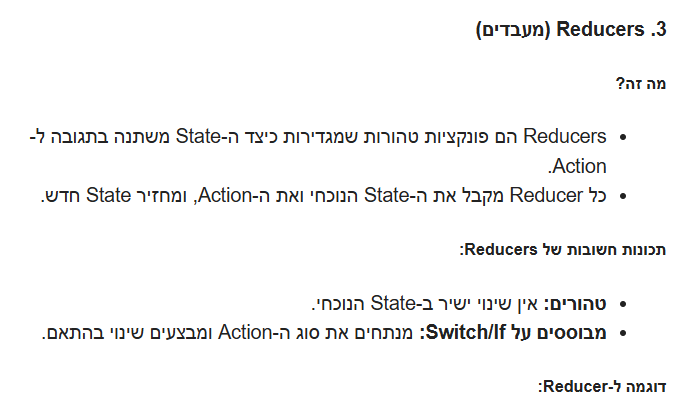 3. Reducers (מעבדים)
מה זה?
• Reducers הם פונקציות טהורות שמגדירות כיצד ה-State משתנה בתגובה ל-
Action.
• כל Reducer מקבל את ה-State הנוכחי ואת ה-Action, ומחזיר State חדש.
תכונות חשובות של Reducers:
• טהורים: אין שינוי ישיר ב-State הנוכחי.
• מבוססים על Switch/If: מנתחים את סוג ה-Action ומבצעים שינוי בהתאם.
דוגמה ל-Reducer: